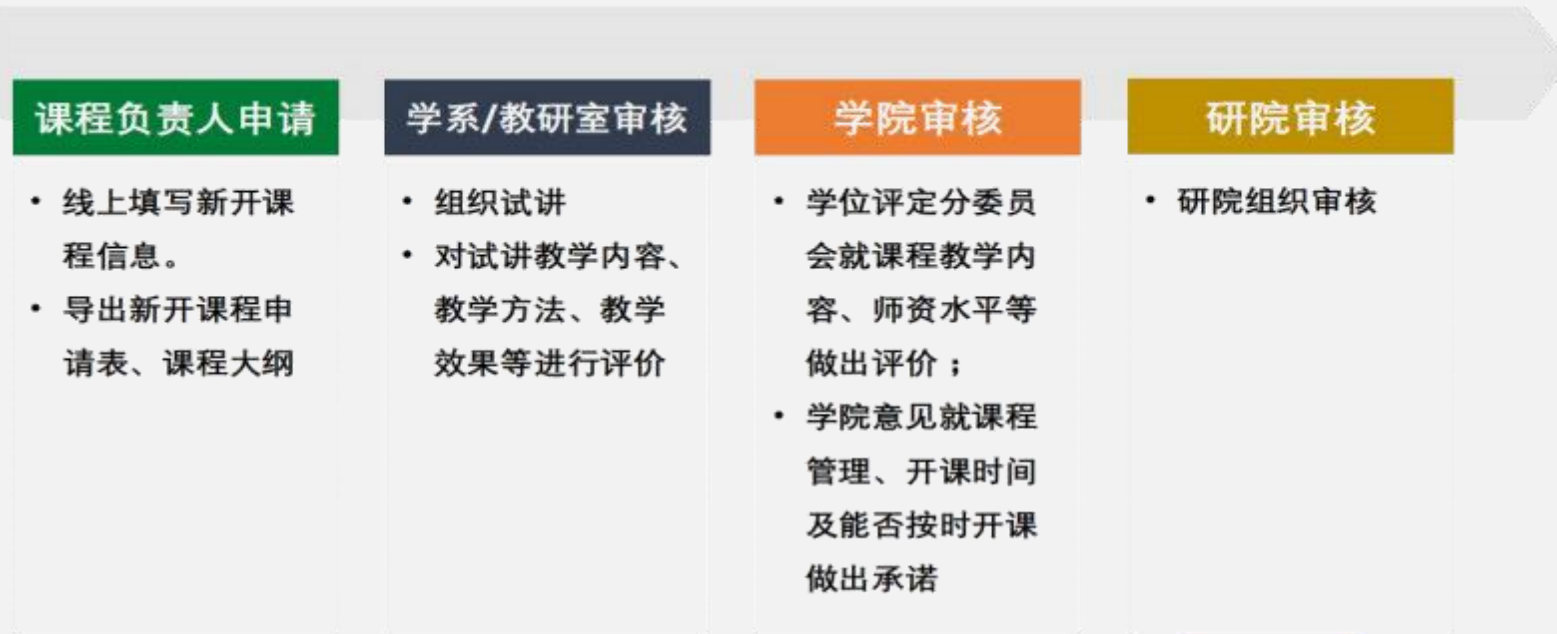 课程负责人申请
• 线上填写新开课
程信息。
• 导出新开课程申
请表、课程大纲
学系/教研室审核
• 组织试讲
• 对试讲教学内容、
教学方法、教学
效果等进行评价
学院审核
• 学位评定分委员
会就课程教学内
容、师资水平等
做出评价；
• 学院意见就课程
管理、开课时间
及能否按时开课
做出承诺
研院审核
• 研院组织审核